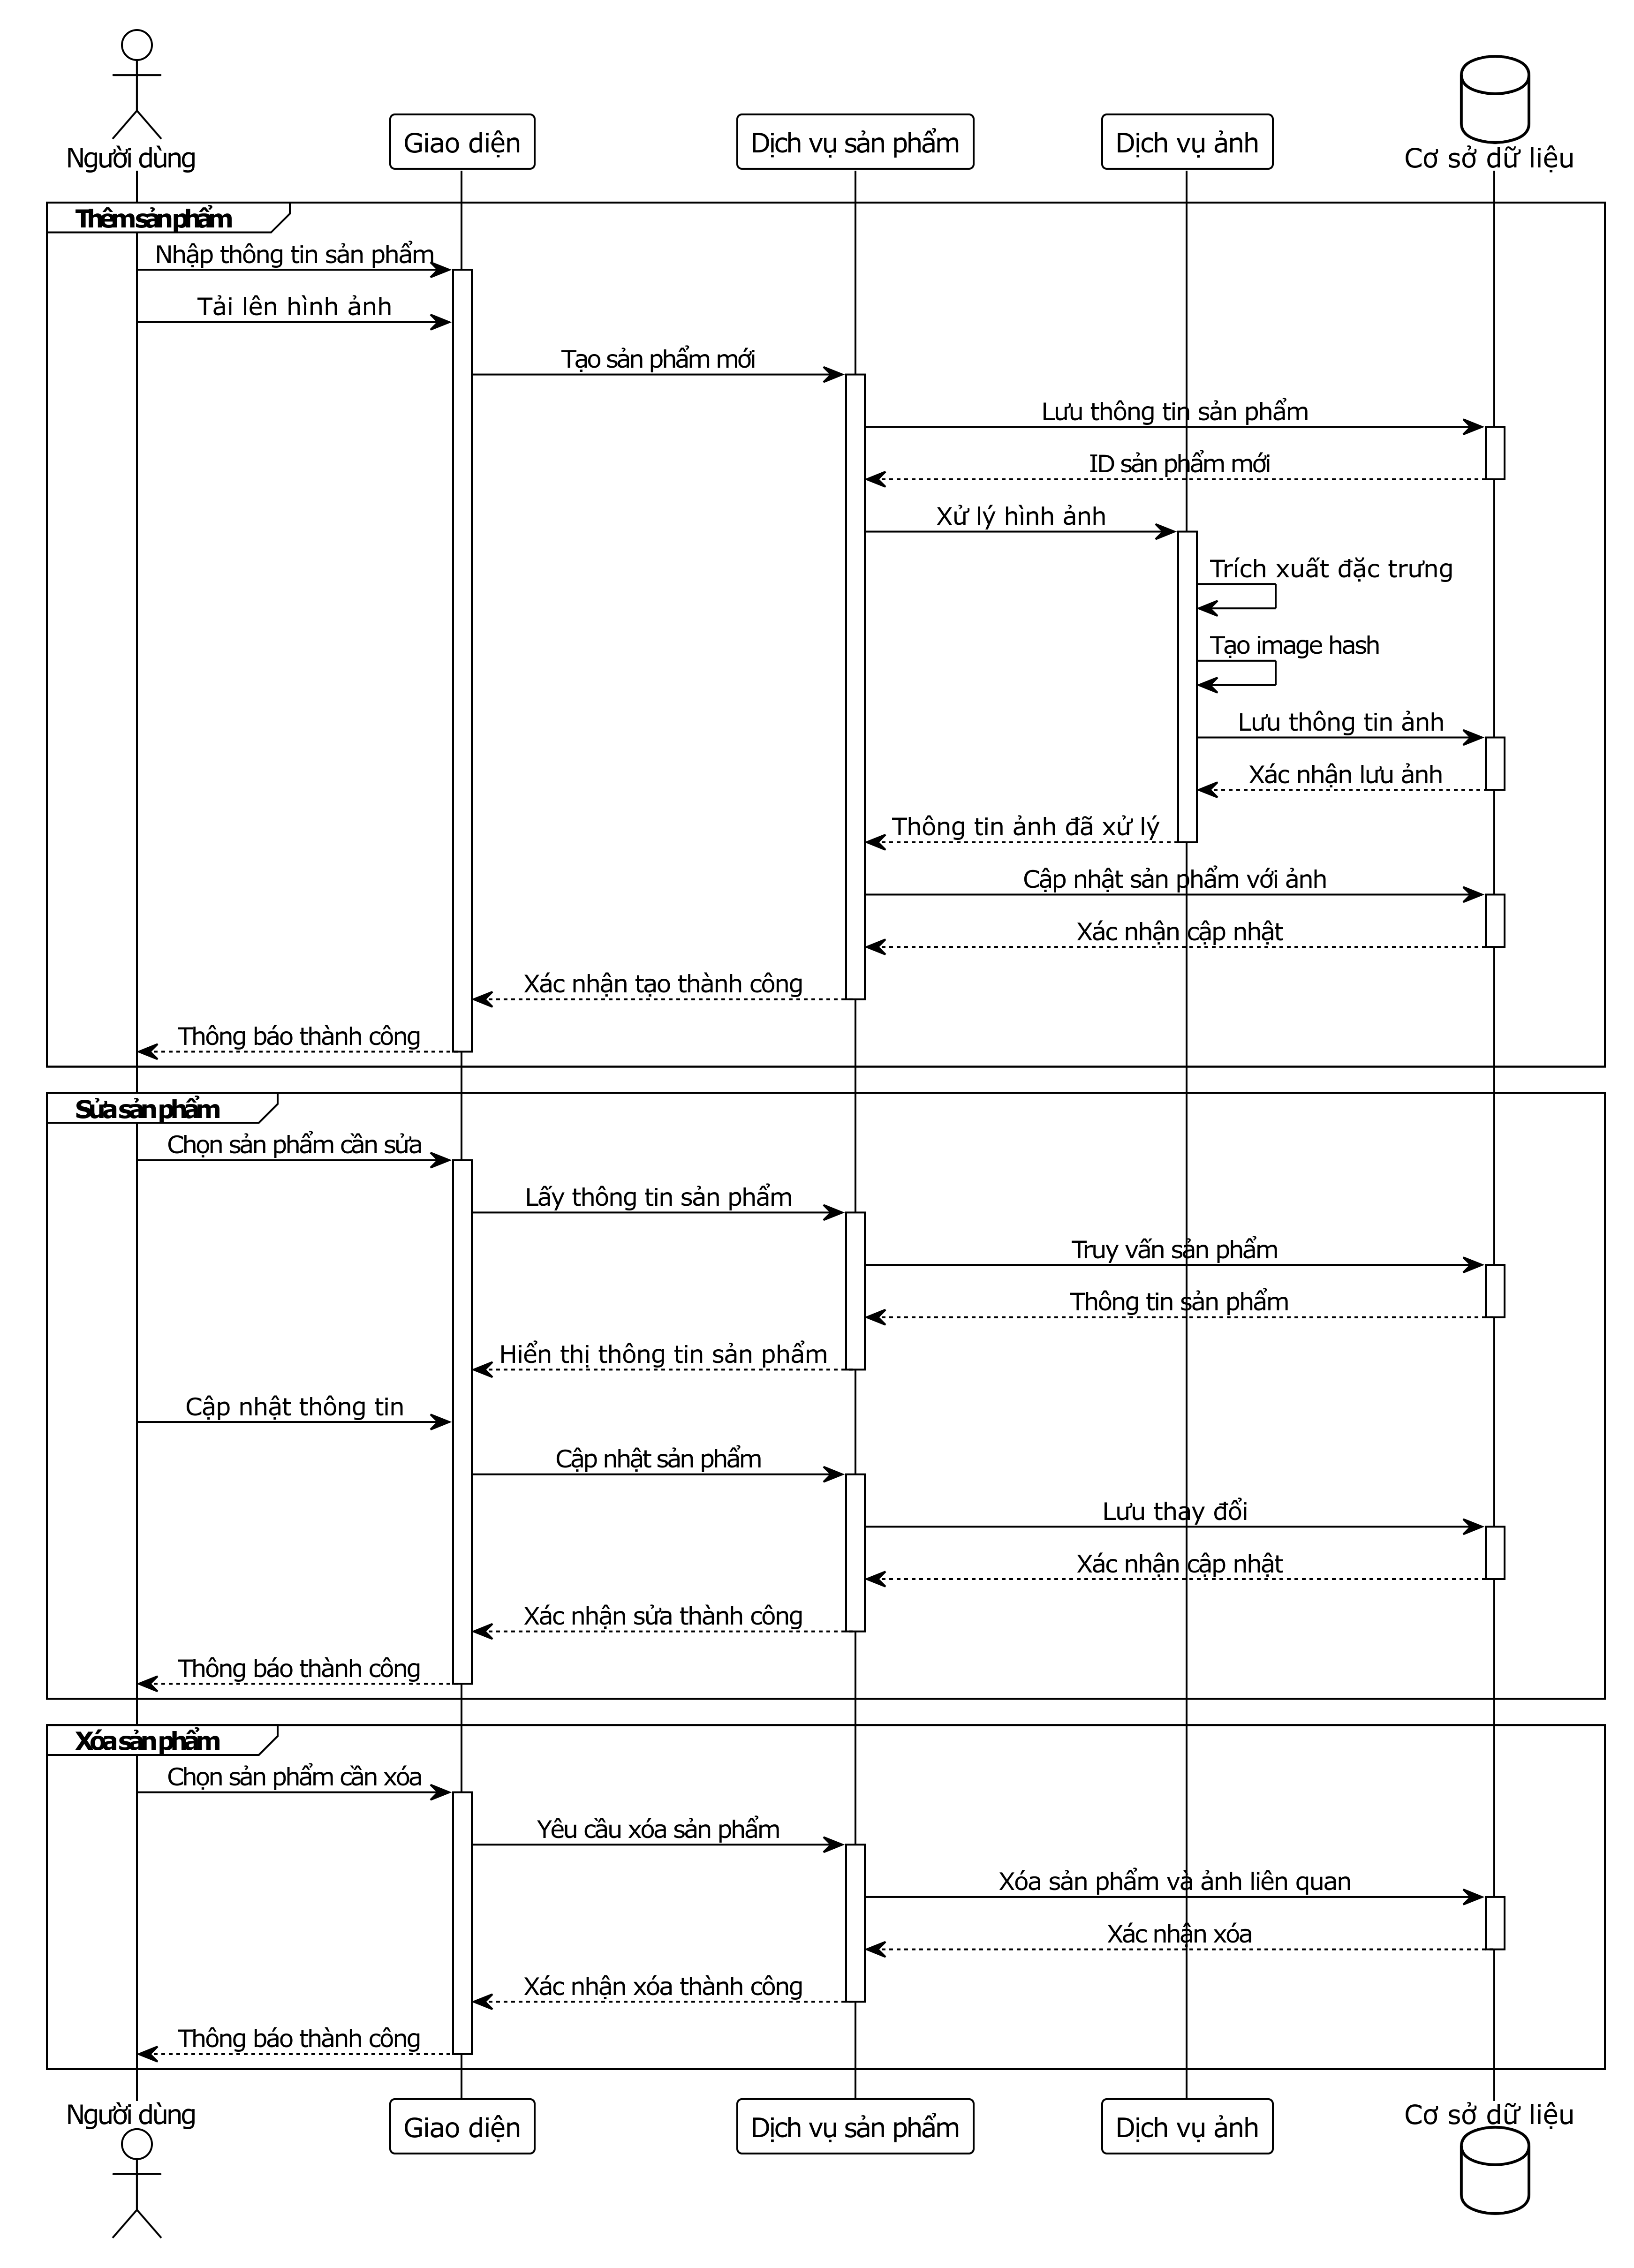 Người dùng
Giao diện
Dịch vụ sản phẩm
Dịch vụ ảnh
Cơ sở dữ liệu
Thêm sản phẩm
Nhập thông tin sản phẩm
Tải lên hình ảnh
Tạo sản phẩm mới
Lưu thông tin sản phẩm
ID sản phẩm mới
Xử lý hình ảnh
Trích xuất đặc trưng
Tạo image hash
Lưu thông tin ảnh
Xác nhận lưu ảnh
Thông tin ảnh đã xử lý
Cập nhật sản phẩm với ảnh
Xác nhận cập nhật
Xác nhận tạo thành công
Thông báo thành công
Sửa sản phẩm
Chọn sản phẩm cần sửa
Lấy thông tin sản phẩm
Truy vấn sản phẩm
Thông tin sản phẩm
Hiển thị thông tin sản phẩm
Cập nhật thông tin
Cập nhật sản phẩm
Lưu thay đổi
Xác nhận cập nhật
Xác nhận sửa thành công
Thông báo thành công
Xóa sản phẩm
Chọn sản phẩm cần xóa
Yêu cầu xóa sản phẩm
Xóa sản phẩm và ảnh liên quan
Xác nhận xóa
Xác nhận xóa thành công
Thông báo thành công
Người dùng
Giao diện
Dịch vụ sản phẩm
Dịch vụ ảnh
Cơ sở dữ liệu